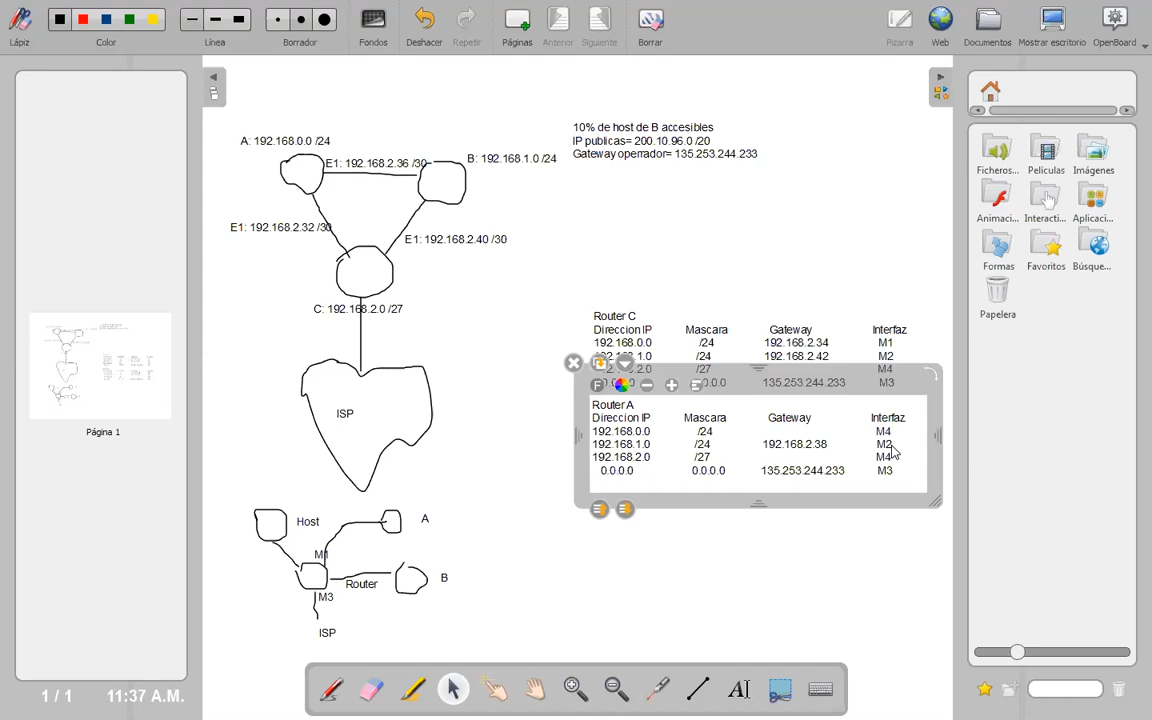 Lápiz
Color
Línea
Borrador
Fondos
Deshacer
Repetir
Páginas
Anterior
Siguiente
Borrar
Pizarra
Web
Documentos
Mostrar escritorio
OpenBoard
10% de host de B accesibles
IP publicas= 200.10.96.0 /20
Gateway operrador= 135.253.244.233
A: 192.168.0.0 /24
E1: 192.168.2.36 /30
B: 192.168.1.0 /24
E1: 192.168.2.32 /30
E1: 192.168.2.40 /30
C: 192.168.2.0 /27
ISP
Router C
Direccion IP Mascara Gateway Interfaz
192.168.0.0 /24 192.168.2.34 M1
/24 192.168.2.42 M2
/27 M4
135.253.244.233 M3
F
Router A
Direccion IP Mascara Gateway Interfaz
192.168.0.0 /24 M4
192.168.1.0 /24 192.168.2.38 M2
192.168.2.0 /27 M4
0.0.0.0 0.0.0.0 135.253.244.233 M3
Host
A
M1
Router
B
M3
ISP
Página 1
Ficheros...
Películas
Imágenes
Animaci...
Interacti...
Aplicaci...
Formas
Favoritos
Búsque...
Papelera
1 / 1
11:37 A.M.